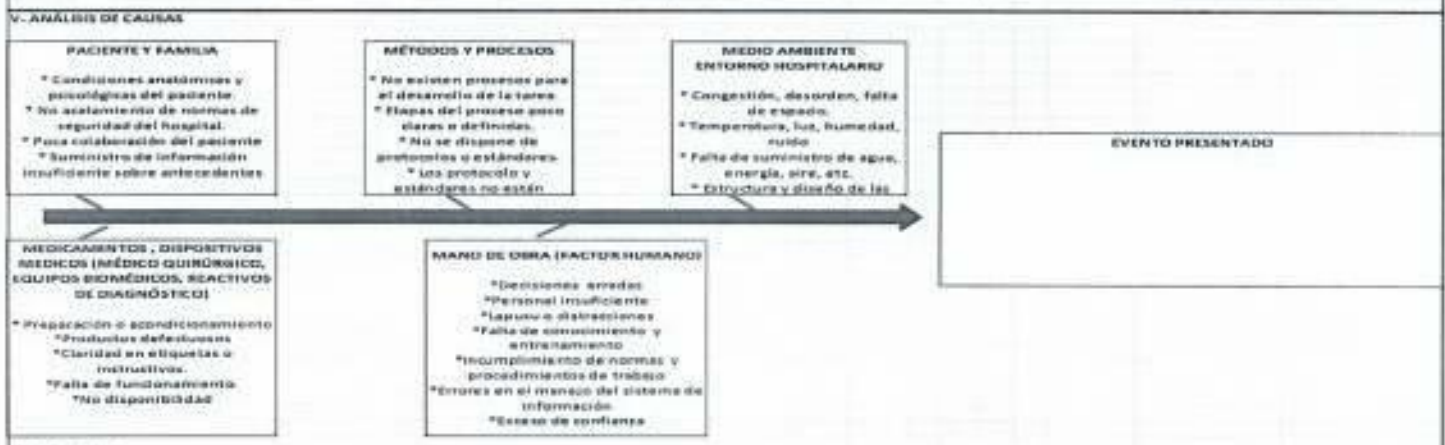 V- ANÁLISIS DE CAUSAS
PACIENTE Y FAMILIA
* Condiciones anatómicas y
psicológicas del paciente
* No acatamiento de normas de
seguridad del hospital.
* Poca colaboración del paciente
* Suministro de información
insuficiente sobre antecedentes
MÉTODOS Y PROCESOS
* No existen procesos para
el desarrollo de la tarea
* Etapas del proceso poco
claras o definidas.
* No se dispone de
protocolos o estándares.
* Los protocolo y
estándares no están
MEDIO AMBIENTE
ENTORNO HOSPITALARIO
* Congestión, desorden, falta
de espacio.
* Temperatura, luz, humedad,
ruido
* Falta de suministro de agua,
energía, aire, etc.
* Estructura y diseño de las
EVENTO PRESENTADO
MEDICAMENTOS , DISPOSITIVOS
MEDICOS (MÉDICO QUIRÚRGICO,
EQUIPOS BIOMÉDICOS, REACTIVOS
DE DIAGNÓSTICO)
* Preparación o acondicionamiento
*Productos defectuosos
*Claridad en etiquetas o
instructivos.
*Falta de funcionamiento
*No disponibilidad
MANO DE OBRA (FACTOR HUMANO)
*Decisiones erradas
*Personal insuficiente
*Lapsus o distracciones
*Falta de conocimiento y
entrenamiento
*Incumplimiento de normas y
procedimientos de trabajo
*Errores en el manejo del sistema de
información
*Exceso de confianza